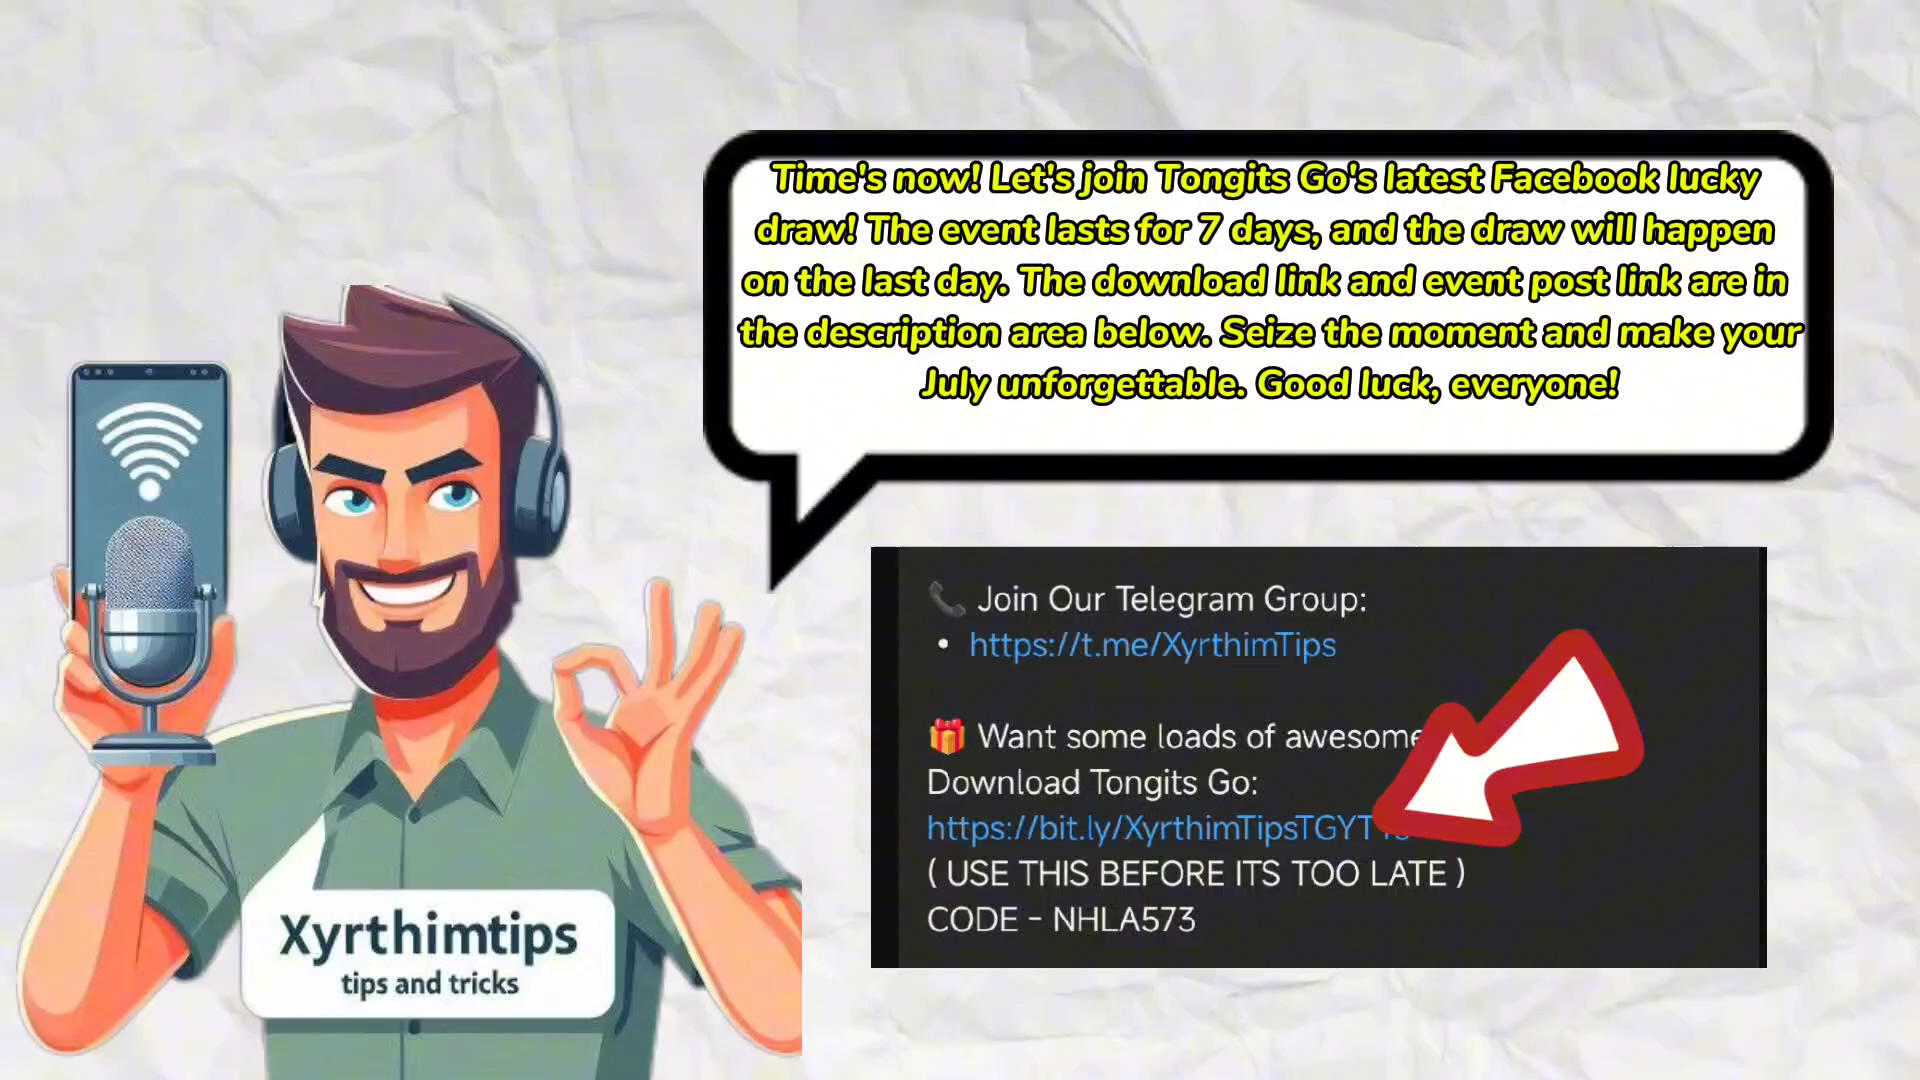 Time's now! Let's join Tongits Go's latest Facebook lucky
draw! The event lasts for 7 days, and the draw will happen
on the last day. The download link and event post link are in
the description area below. Seize the moment and make your
July unforgettable. Good luck, everyone!
📞 Join Our Telegram Group:
• https://t.me/XyrthimTips
🎁 Want some loads of awesome
Download Tongits Go:
https://bit.ly/XyrthimTipsTGYT
( USE THIS BEFORE ITS TOO LATE )
CODE - NHLA573
Xyrthimtips
tips and tricks